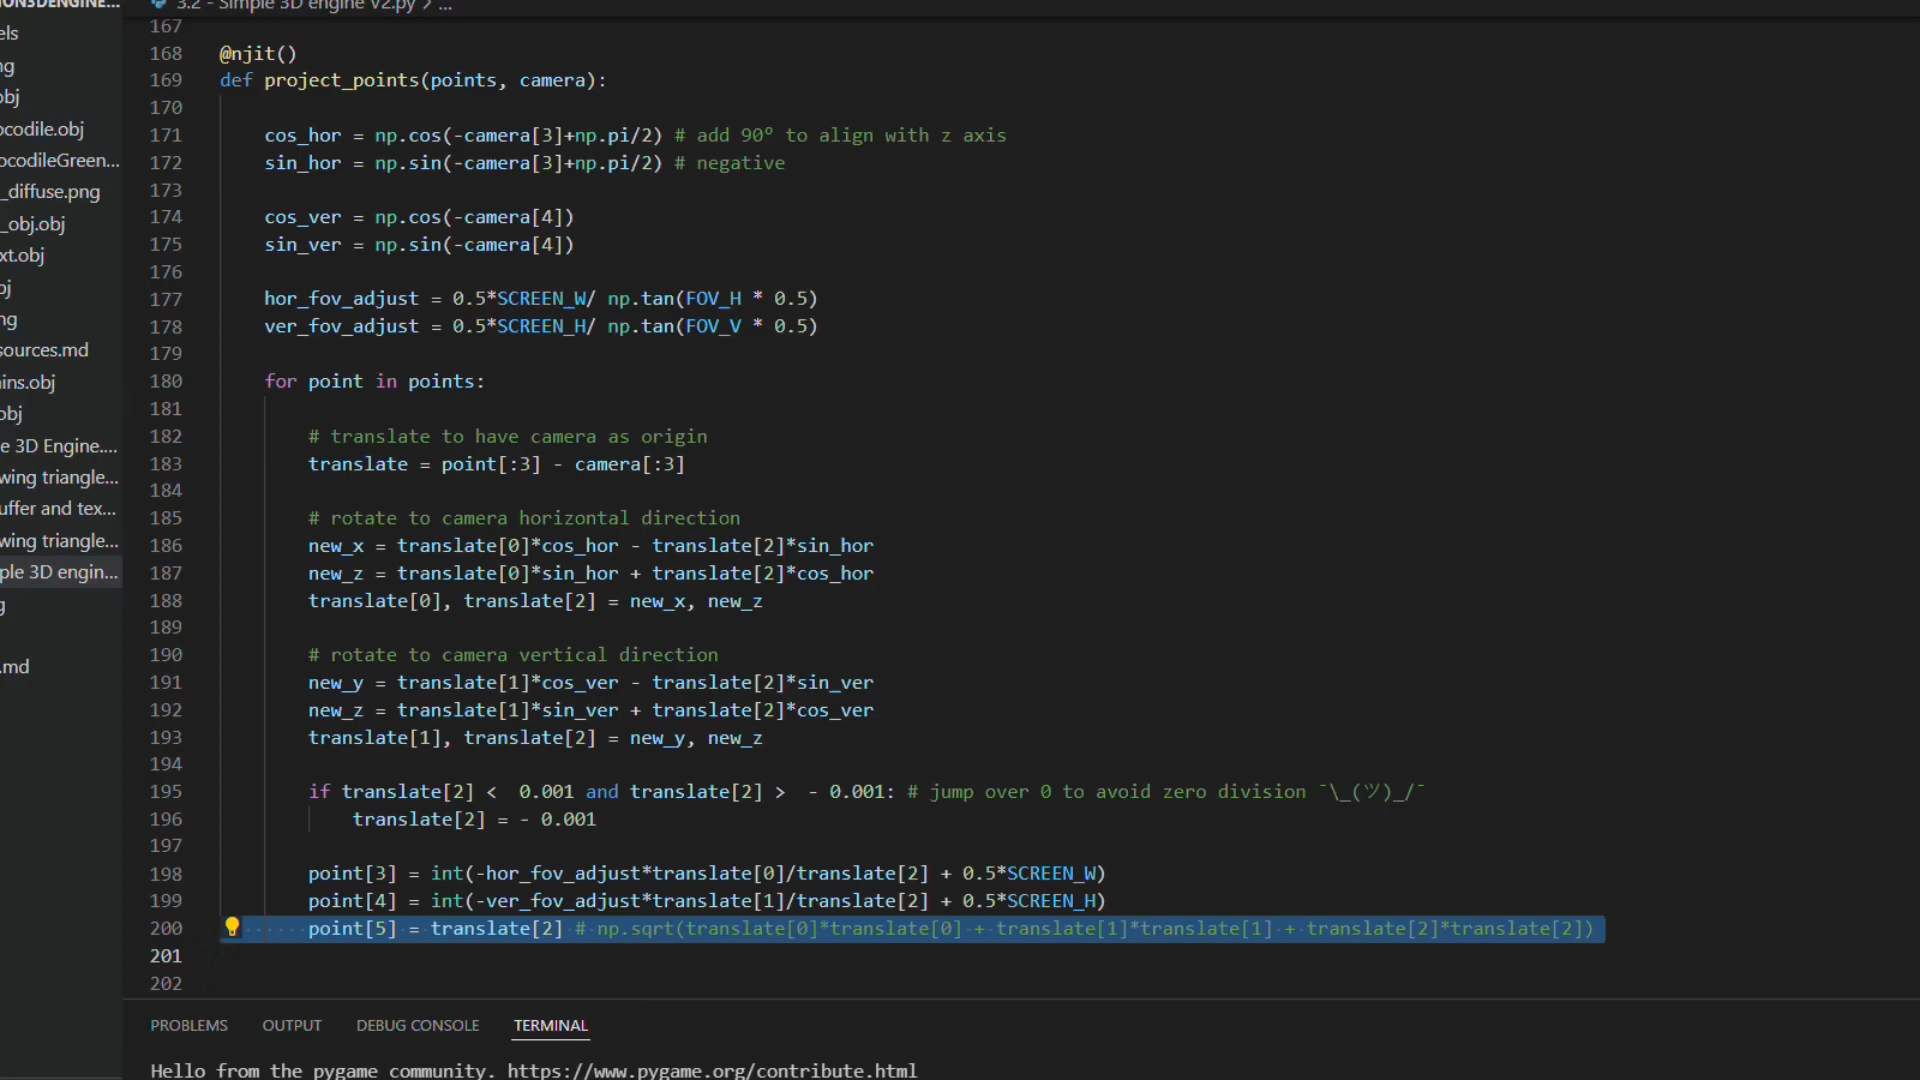 ION3DENGINE...
3.2 - Simple 3D engine v2.py > ...
els
ng
obj
ocodile.obj
ocodileGreen...
_diffuse.png
_obj.obj
xt.obj
oj
ng
sources.md
ains.obj
obj
e 3D Engine....
wing triangle...
uffer and tex...
wing triangle...
ple 3D engin...
g
.md
167
168 @njit()
169 def project_points(points, camera):
170
171 cos_hor = np.cos(-camera[3]+np.pi/2) # add 90º to align with z axis
172 sin_hor = np.sin(-camera[3]+np.pi/2) # negative
173
174 cos_ver = np.cos(-camera[4])
175 sin_ver = np.sin(-camera[4])
176
177 hor_fov_adjust = 0.5*SCREEN_W/ np.tan(FOV_H * 0.5)
178 ver_fov_adjust = 0.5*SCREEN_H/ np.tan(FOV_V * 0.5)
179
180 for point in points:
181
182 # translate to have camera as origin
183 translate = point[:3] - camera[:3]
184
185 # rotate to camera horizontal direction
186 new_x = translate[0]*cos_hor - translate[2]*sin_hor
187 new_z = translate[0]*sin_hor + translate[2]*cos_hor
188 translate[0], translate[2] = new_x, new_z
189
190 # rotate to camera vertical direction
191 new_y = translate[1]*cos_ver - translate[2]*sin_ver
192 new_z = translate[1]*sin_ver + translate[2]*cos_ver
193 translate[1], translate[2] = new_y, new_z
194
195 if translate[2] <  0.001 and translate[2] >  - 0.001: # jump over 0 to avoid zero division ¯\_(ツ)_/¯
196 translate[2] = - 0.001
197
198 point[3] = int(-hor_fov_adjust*translate[0]/translate[2] + 0.5*SCREEN_W)
199 point[4] = int(-ver_fov_adjust*translate[1]/translate[2] + 0.5*SCREEN_H)
200 point[5] = translate[2] # np.sqrt(translate[0]*translate[0] + translate[1]*translate[1] + translate[2]*translate[2])
201
202
PROBLEMS OUTPUT DEBUG CONSOLE TERMINAL
Hello from the pygame community. https://www.pygame.org/contribute.html